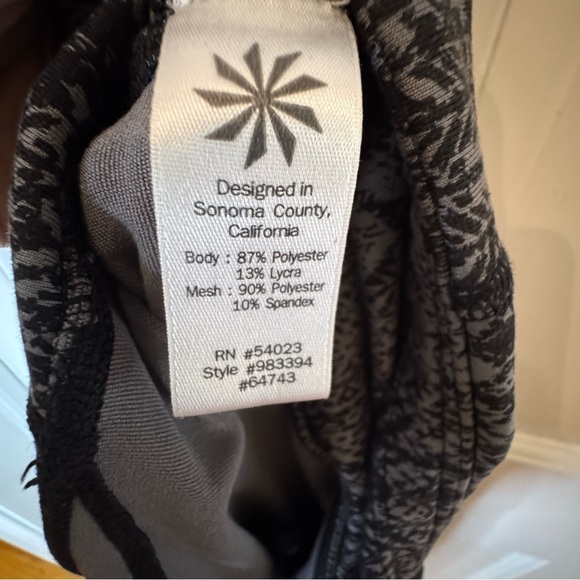 Designed in
Sonoma County,
California
Body : 87% Polyester
13% Lycra
Mesh : 90% Polyester
10% Spandex
RN #54023
Style #983394
#64743